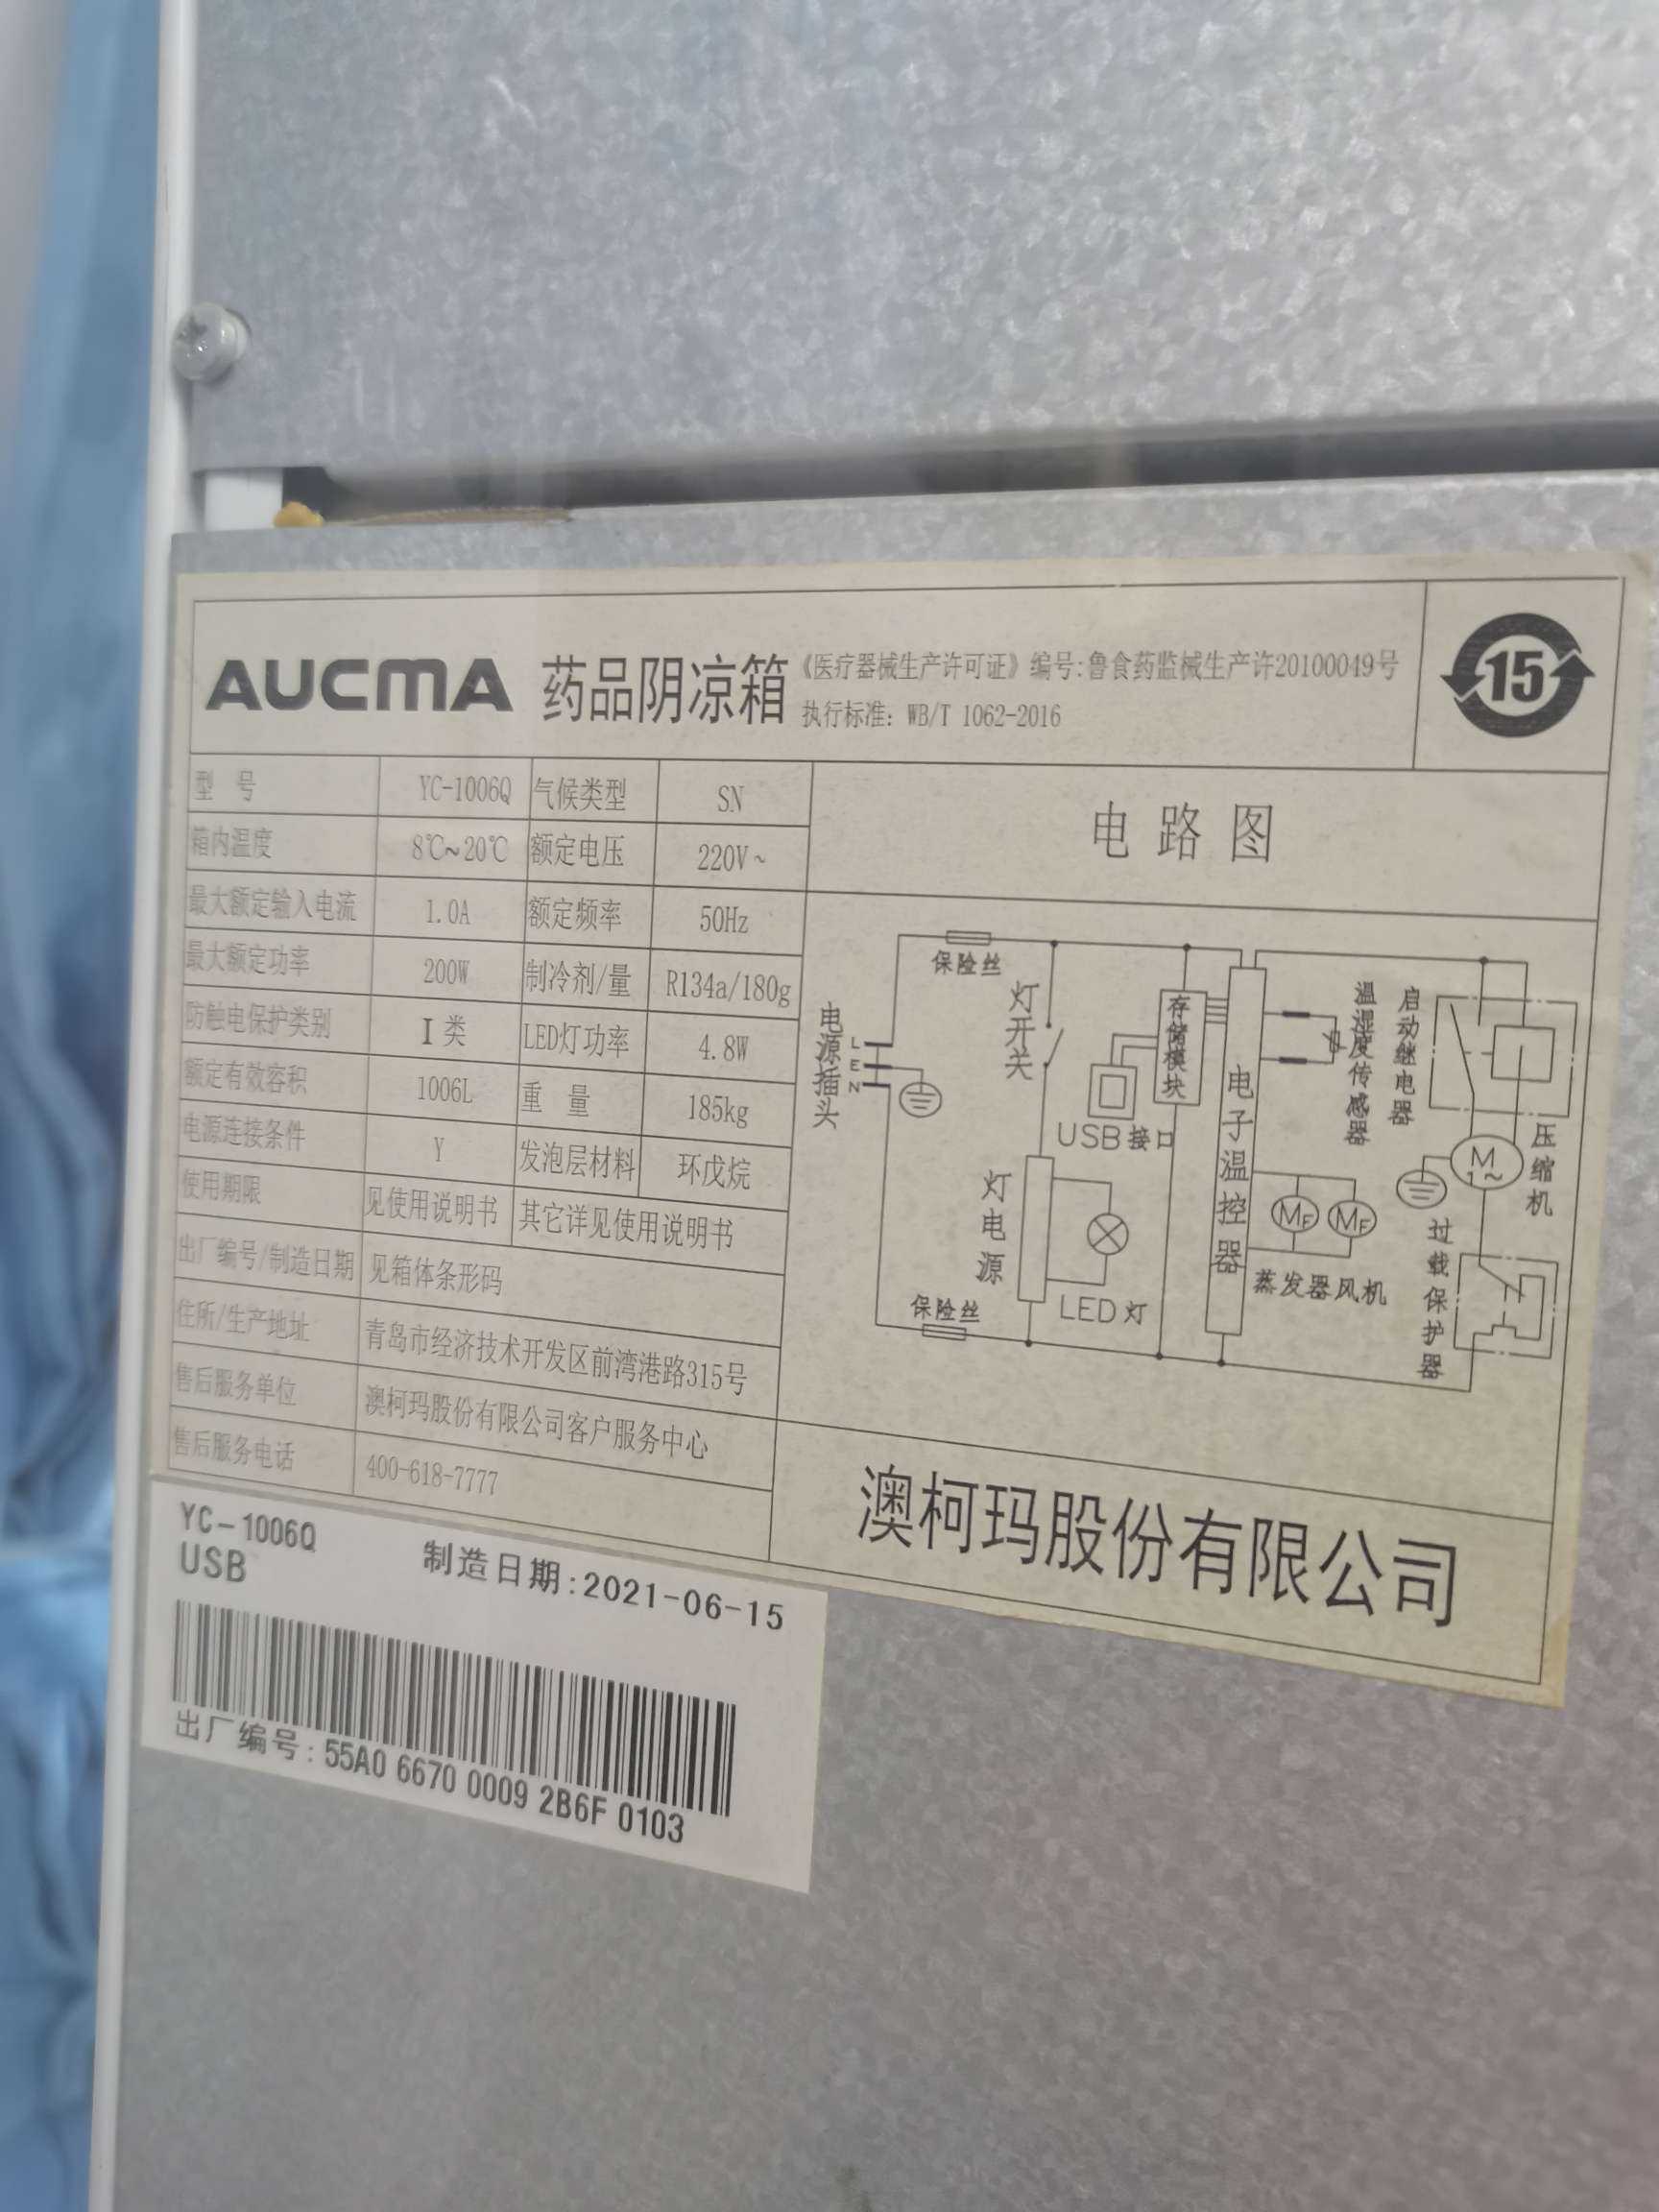 AUCMA 药品阴凉箱
《医疗器械生产许可证》编号:鲁食药监械生产许20100049号
执行标准: WB/T 1062-2016
15
型 号 YC-1006Q 气候类型 SN
箱内温度 8℃~20℃ 额定电压 220V~
最大额定输入电流 1.0A 额定频率 50Hz
最大额定功率 200W 制冷剂/量 R134a/180g
防触电保护类别 I 类 LED灯功率 4.8W
额定有效容积 1006L 重 量 185kg
电源连接条件 Y 发泡层材料 环戊烷
使用期限 见使用说明书 其它详见使用说明书
出厂编号/制造日期 见箱体条形码
住所/生产地址 青岛市经济技术开发区前湾港路315号
售后服务单位 澳柯玛股份有限公司客户服务中心
售后服务电话 400-618-7777
电路图
保险丝
电源插头
L
E
N
灯开关
存储模块
USB接口
电子温控器
温湿度传感器
启动继电器
M
1~
压缩机
灯电源
LED灯
MF MF
蒸发器风机
过载保护器
保险丝
澳柯玛股份有限公司
YC-1006Q
USB
制造日期:2021-06-15
出厂编号: 55A0 6670 0009 2B6F 0103